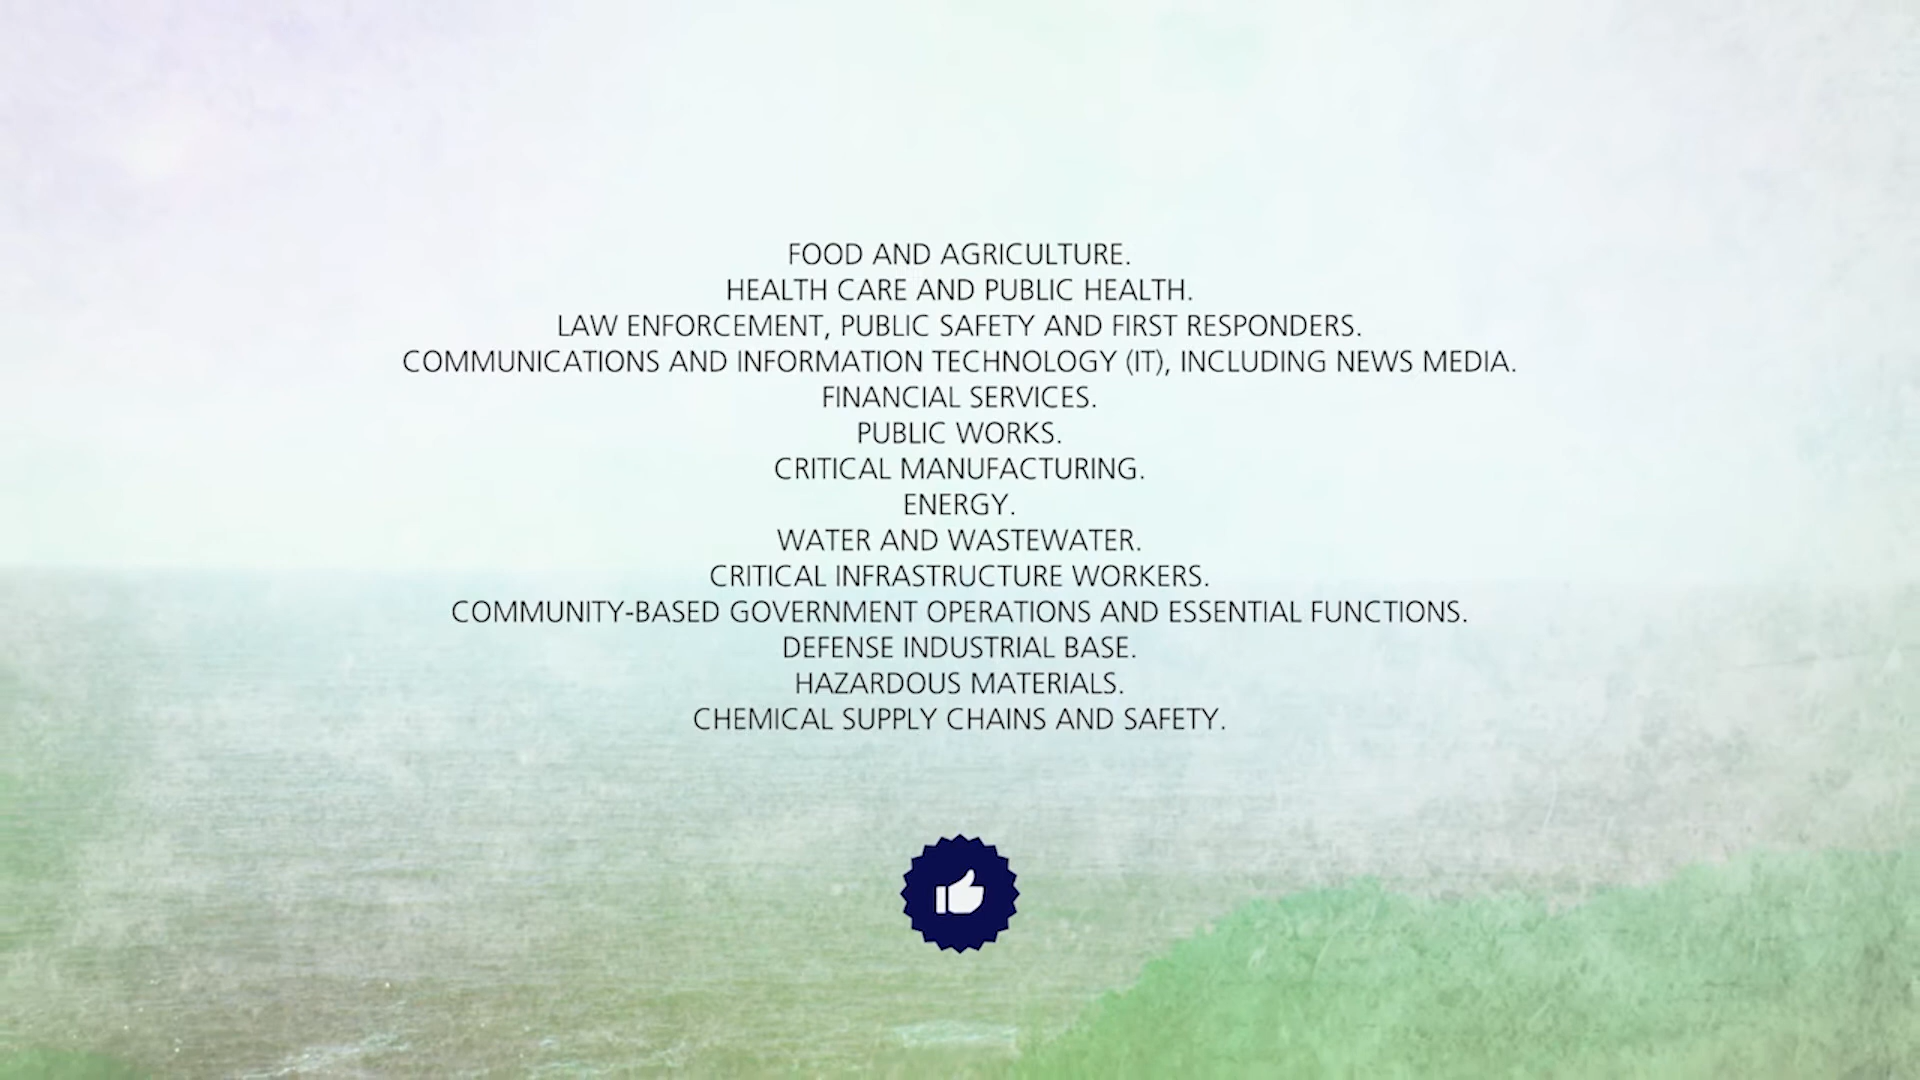 FOOD AND AGRICULTURE.
HEALTH CARE AND PUBLIC HEALTH.
LAW ENFORCEMENT, PUBLIC SAFETY AND FIRST RESPONDERS.
COMMUNICATIONS AND INFORMATION TECHNOLOGY (IT), INCLUDING NEWS MEDIA.
FINANCIAL SERVICES.
PUBLIC WORKS.
CRITICAL MANUFACTURING.
ENERGY.
WATER AND WASTEWATER.
CRITICAL INFRASTRUCTURE WORKERS.
COMMUNITY-BASED GOVERNMENT OPERATIONS AND ESSENTIAL FUNCTIONS.
DEFENSE INDUSTRIAL BASE.
HAZARDOUS MATERIALS.
CHEMICAL SUPPLY CHAINS AND SAFETY.